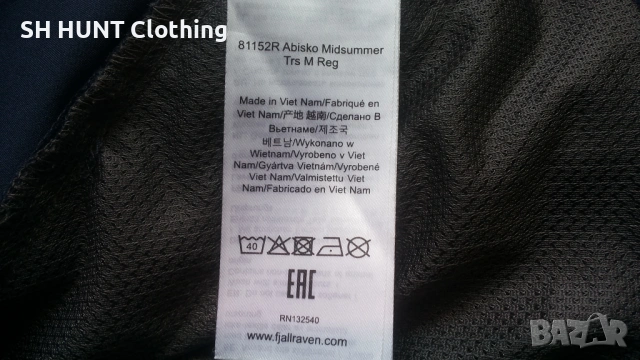 SH HUNT Clothing
81152R Abisko Midsummer
Trs M Reg
Made in Viet Nam/Fabriqué en
Viet Nam/产地 越南/Сделано В
Вьетнаме/제조국
베트남/Wykonano w
Wietnam/Vyrobeno v Viet
Nam/Gyártva Vietnám/Vyrobené
Viet Nam/Valmistettu Viet
Nam/Fabricado en Viet Nam
40
EAC
RN132540
www.fjallraven.com
BAZAR